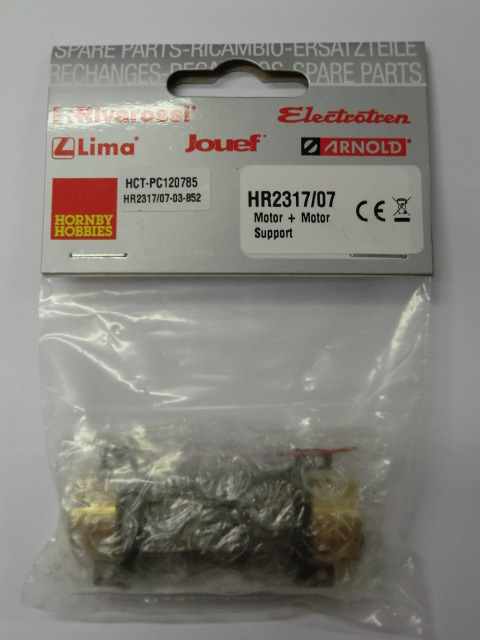 SPARE PARTS-RICAMBIO-ERSATZTEILE
RECHANGES-RECAMBIOS-SPARE PARTS
Rivarossi
Electrotren
Lima
Jouef
ARNOLD
HCT-PC120785
HR2317/07-03-852
HORNBY
HOBBIES
HR2317/07
Motor + Motor
Support
CE